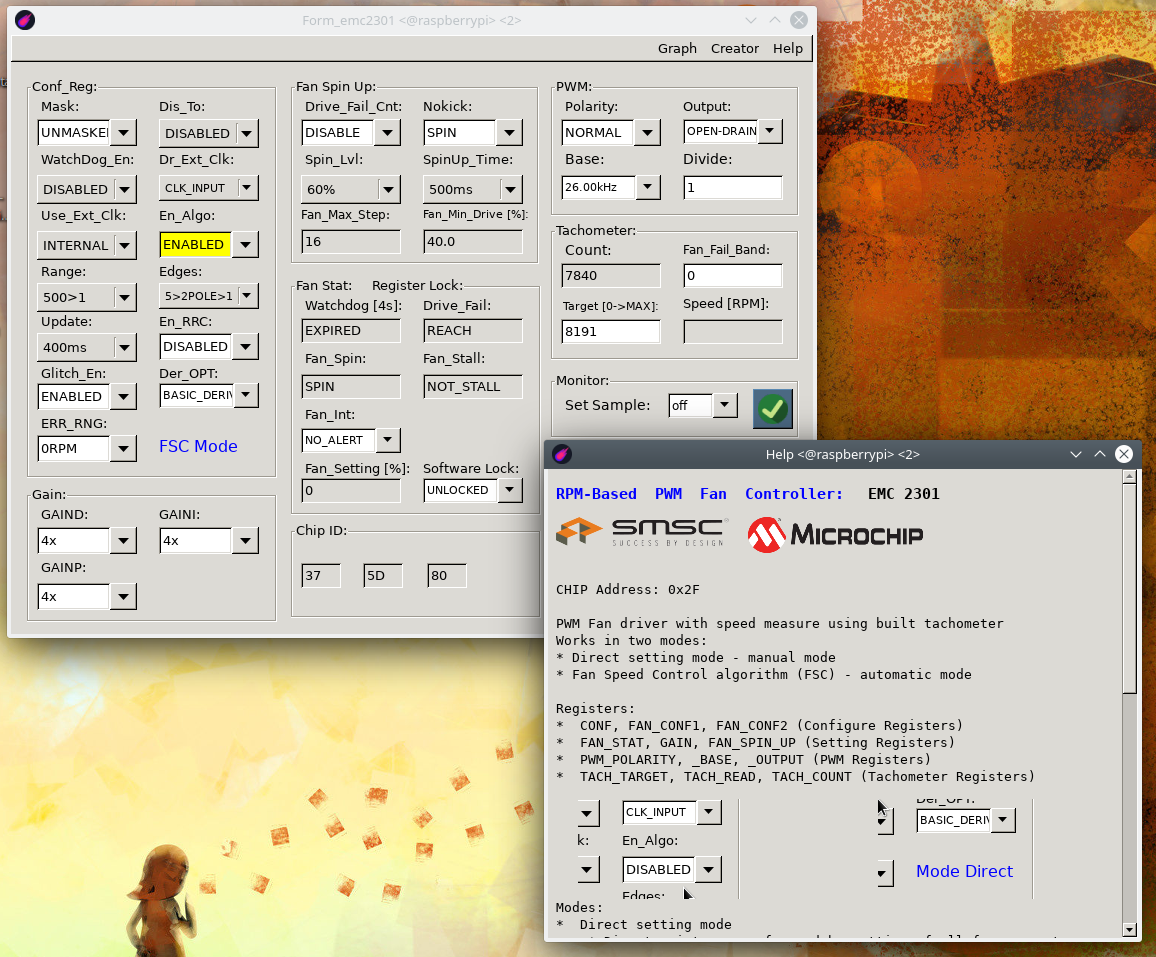 Form_emc2301 <@raspberrypi> <2>
Graph Creator Help
Conf_Reg:
Mask: Dis_To:
UNMASKE DISABLED
WatchDog_En: Dr_Ext_Clk:
DISABLED CLK_INPUT
Use_Ext_Clk: En_Algo:
INTERNAL ENABLED
Range: Edges:
500>1 5>2POLE>1
Update: En_RRC:
400ms DISABLED
Glitch_En: Der_OPT:
ENABLED BASIC_DERIV
ERR_RNG:
0RPM FSC Mode
Gain:
GAIND: GAINI:
4x 4x
GAINP:
4x
Fan Spin Up:
Drive_Fail_Cnt: Nokick:
DISABLE SPIN
Spin_Lvl: SpinUp_Time:
60% 500ms
Fan_Max_Step: Fan_Min_Drive [%]:
16 40.0
Fan Stat: Register Lock:
Watchdog [4s]: Drive_Fail:
EXPIRED REACH
Fan_Spin: Fan_Stall:
SPIN NOT_STALL
Fan_Int:
NO_ALERT
Fan_Setting [%]: Software Lock:
0 UNLOCKED
Chip ID:
37 5D 80
PWM:
Polarity: Output:
NORMAL OPEN-DRAIN
Base: Divide:
26.00kHz 1
Tachometer:
Count: Fan_Fail_Band:
7840 0
Target [0->MAX]: Speed [RPM]:
8191
Monitor:
Set Sample: off
Help <@raspberrypi> <2>
RPM-Based PWM Fan Controller: EMC 2301
smsc MICROCHIP
SUCCESS BY DESIGN
CHIP Address: 0x2F
PWM Fan driver with speed measure using built tachometer
Works in two modes:
* Direct setting mode - manual mode
* Fan Speed Control algorithm (FSC) - automatic mode
Registers:
* CONF, FAN_CONF1, FAN_CONF2 (Configure Registers)
* FAN_STAT, GAIN, FAN_SPIN_UP (Setting Registers)
* PWM_POLARITY, _BASE, _OUTPUT (PWM Registers)
* TACH_TARGET, TACH_READ, TACH_COUNT (Tachometer Registers)
Der_OPT:
CLK_INPUT BASIC_DERIV
k: En_Algo:
DISABLED Mode Direct
Edges:
Modes:
* Direct setting mode